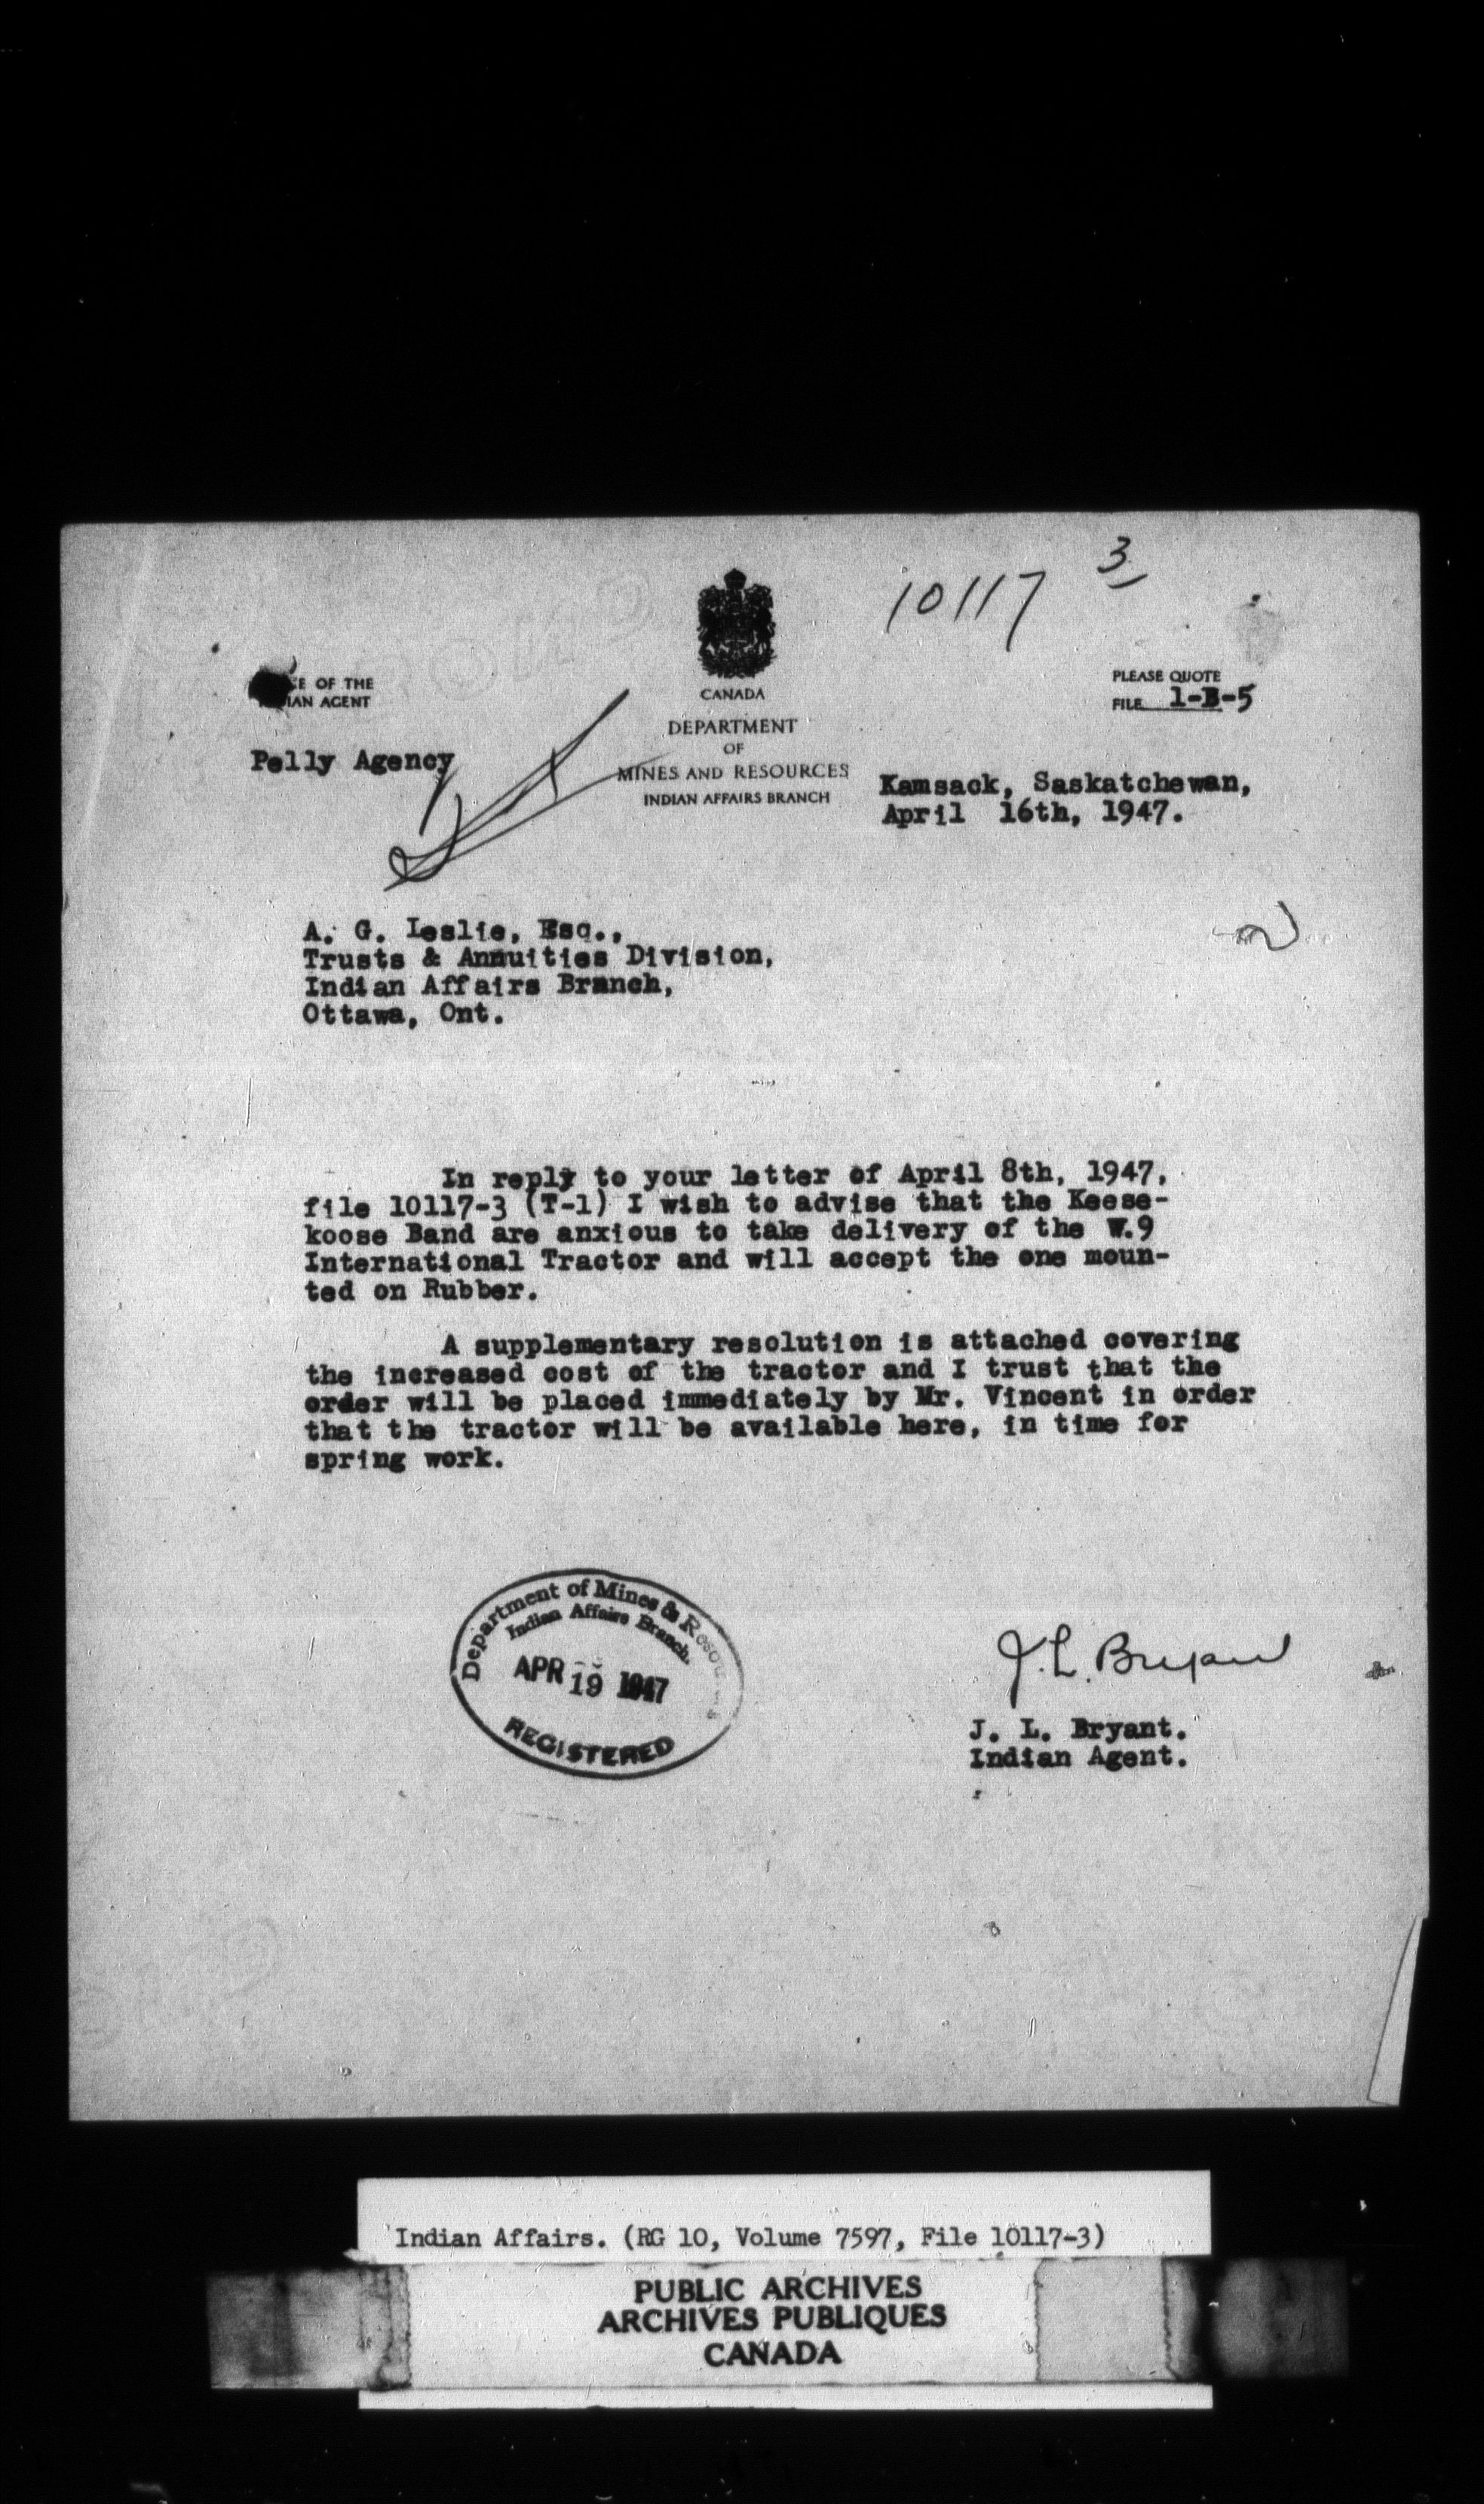 10117 3
CE OF THE
IAN AGENT
CANADA
DEPARTMENT
OF
MINES AND RESOURCES
INDIAN AFFAIRS BRANCH
PLEASE QUOTE
FILE 1-B-5
Pelly Agency
Kamsack, Saskatchewan,
April 16th, 1947.
A. G. Leslie, Esq.,
Trusts & Annuities Division,
Indian Affairs Branch,
Ottawa, Ont.
In reply to your letter of April 8th, 1947,
file 10117-3 (T-1) I wish to advise that the Keese-
koose Band are anxious to take delivery of the W.9
International Tractor and will accept the one moun-
ted on Rubber.
A supplementary resolution is attached covering
the increased cost of the tractor and I trust that the
order will be placed immediately by Mr. Vincent in order
that the tractor will be available here, in time for
spring work.
Department of Mines & Resources
Indian Affairs Branch.
APR 19 1947
REGISTERED
J. L. Bryant
J. L. Bryant.
Indian Agent.
Indian Affairs. (RG 10, Volume 7597, File 10117-3)
PUBLIC ARCHIVES
ARCHIVES PUBLIQUES
CANADA